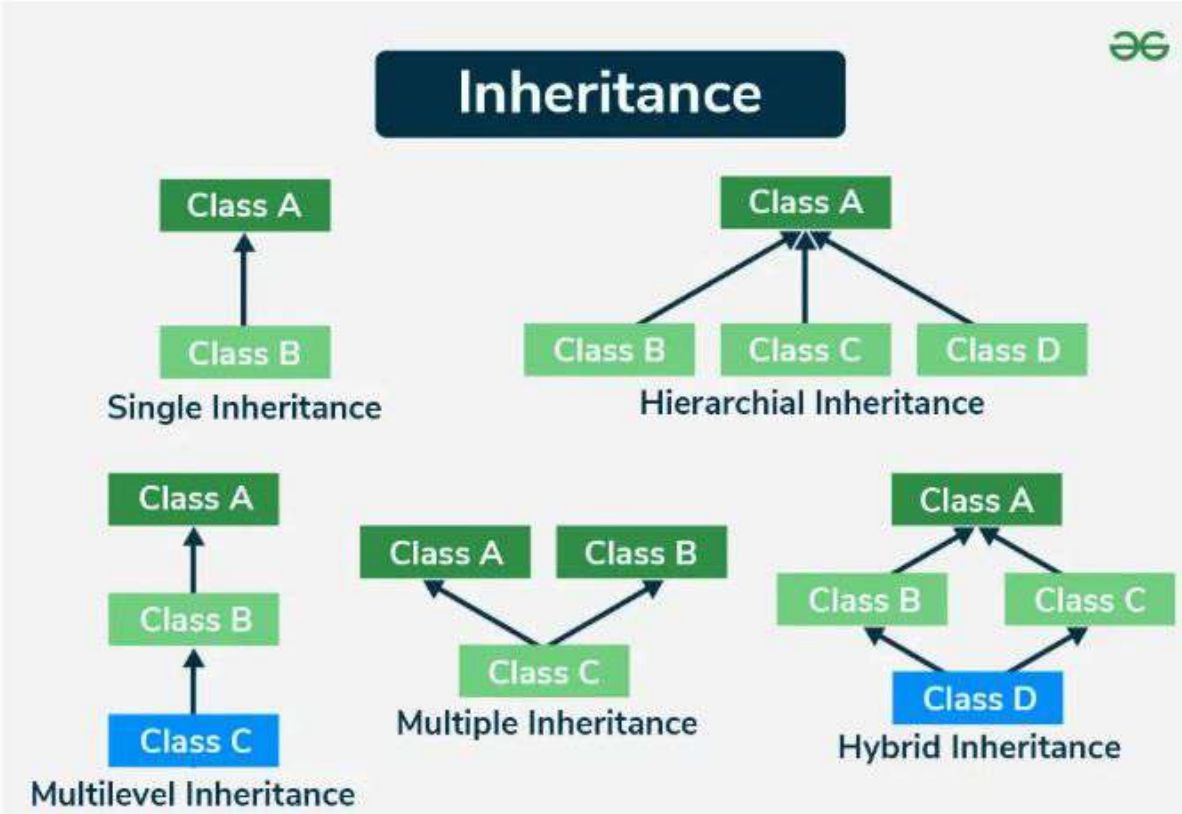 Inheritance
Class A
Class B
Single Inheritance
Class A
Class B Class C Class D
Hierarchial Inheritance
Class A
Class B
Class C
Multilevel Inheritance
Class A Class B
Class C
Multiple Inheritance
Class A
Class B Class C
Class D
Hybrid Inheritance